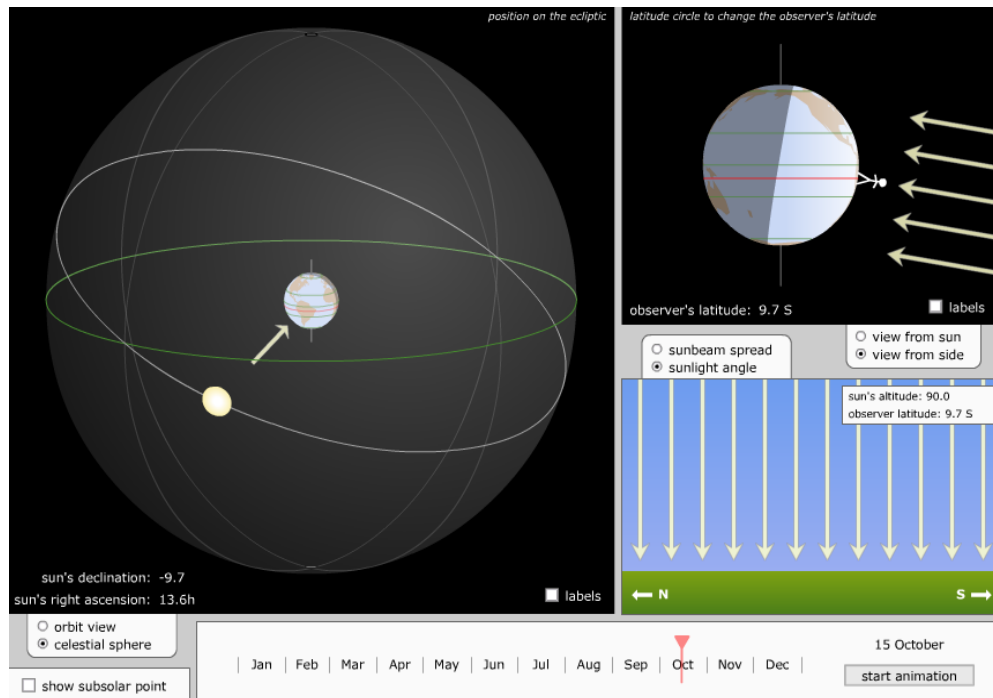 position on the ecliptic
sun's declination: -9.7
sun's right ascension: 13.6h
labels
latitude circle to change the observer's latitude
observer's latitude: 9.7 S
labels
sunbeam spread
sunlight angle
view from sun
view from side
sun's altitude: 90.0
observer latitude: 9.7 S
N
S
orbit view
celestial sphere
show subsolar point
Jan Feb Mar Apr May Jun Jul Aug Sep Oct Nov Dec
15 October
start animation